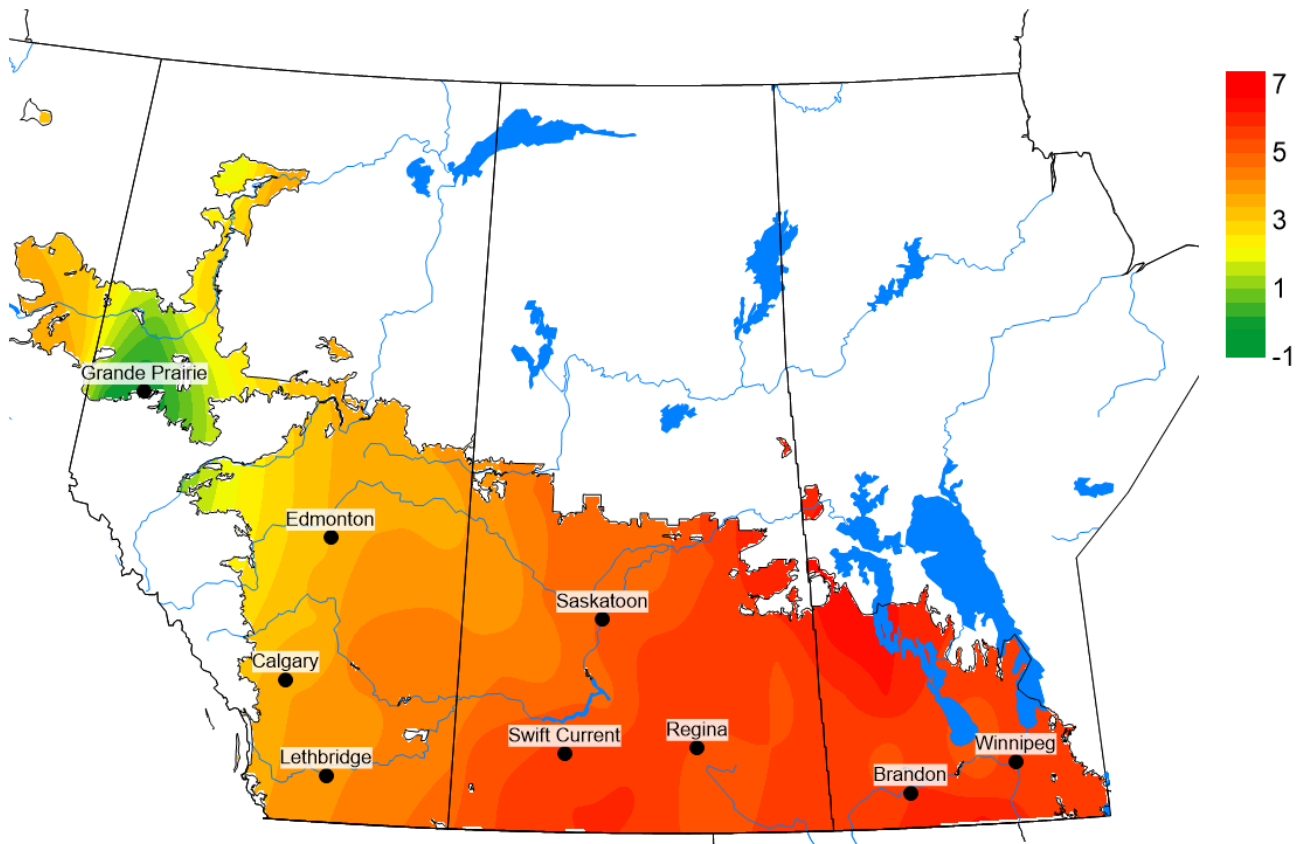 7
5
3
1
-1
Grande Prairie
Edmonton
Saskatoon
Calgary
Regina
Swift Current
Winnipeg
Lethbridge
Brandon